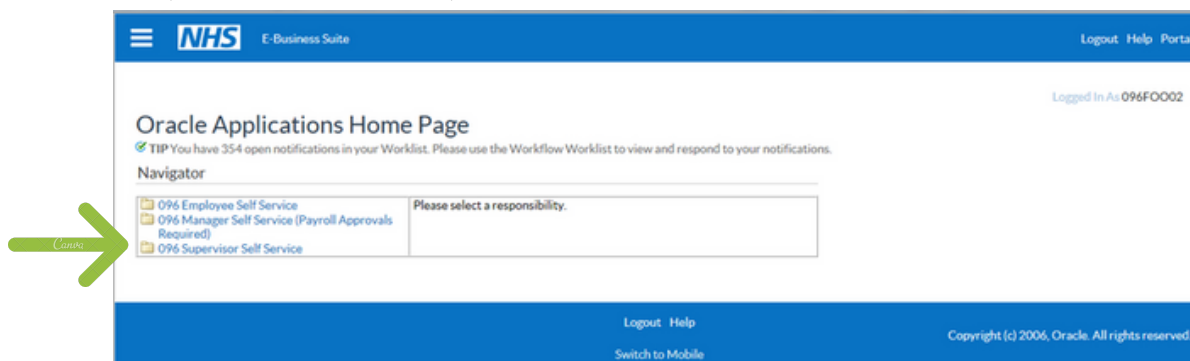 NHS E-Business Suite
Logout Help Porta
Logged In As 096FOO02
Oracle Applications Home Page
TIP You have 354 open notifications in your Worklist. Please use the Workflow Worklist to view and respond to your notifications.
Navigator
096 Employee Self Service
096 Manager Self Service (Payroll Approvals
Required)
096 Supervisor Self Service
Please select a responsibility.
Canva
Logout Help
Switch to Mobile
Copyright (c) 2006, Oracle. All rights reserved.